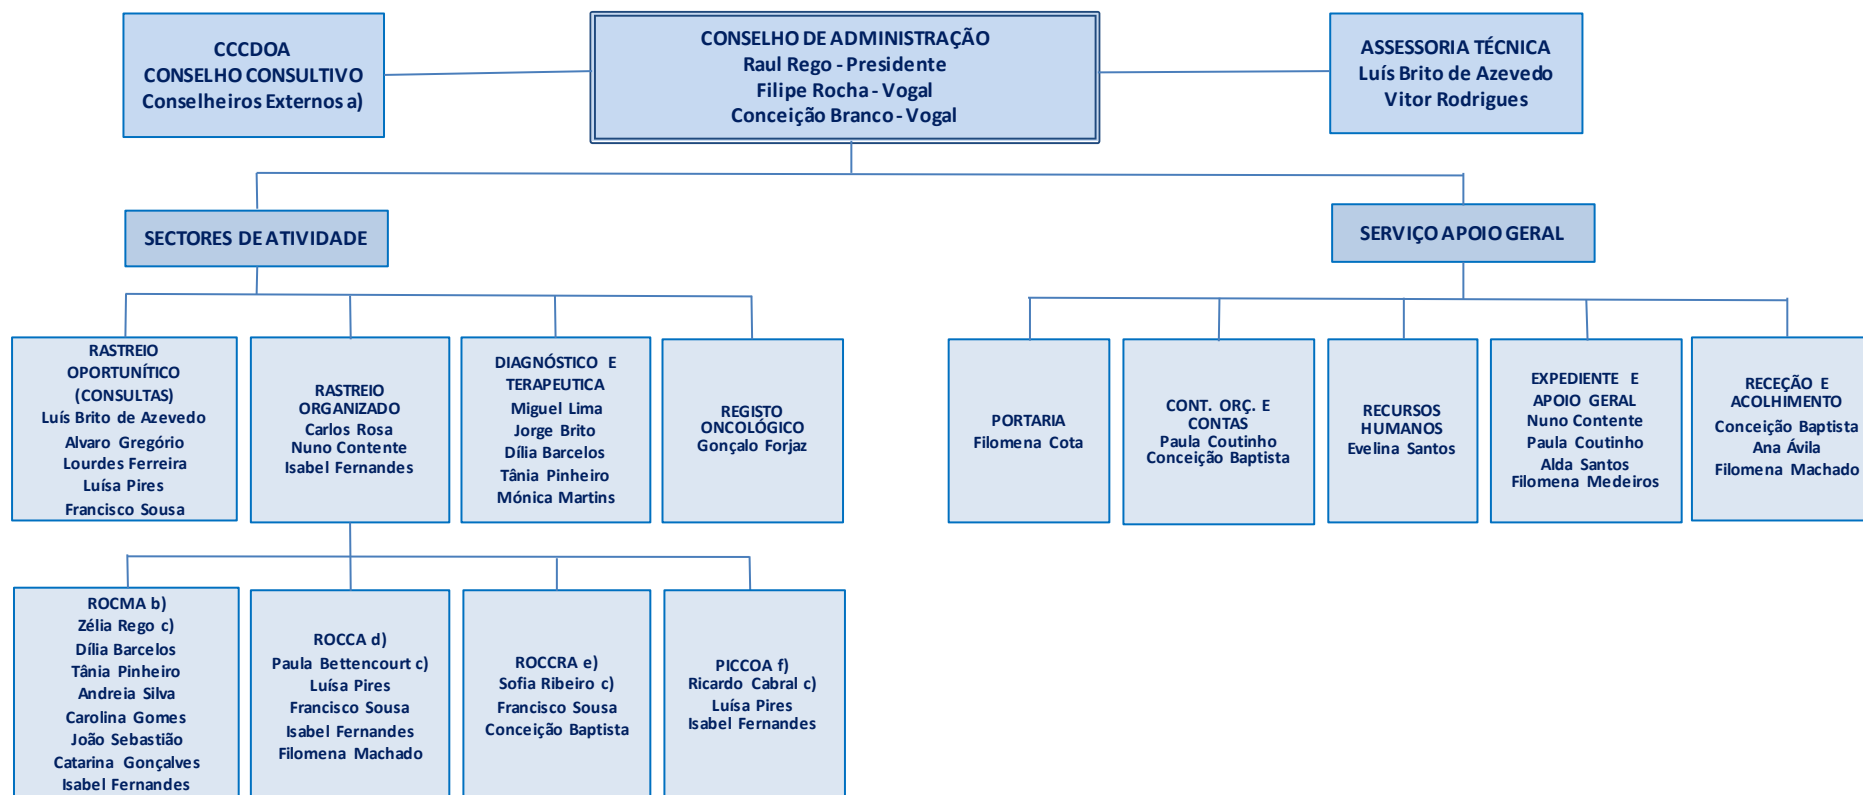 CCCDOA
CONSELHO CONSULTIVO
Conselheiros Externos a)
CONSELHO DE ADMINISTRAÇÃO
Raul Rego - Presidente
Filipe Rocha - Vogal
Conceição Branco - Vogal
ASSESSORIA TÉCNICA
Luís Brito de Azevedo
Vitor Rodrigues
SECTORES DE ATIVIDADE
SERVIÇO APOIO GERAL
RASTREIO
OPORTUNÍTICO
(CONSULTAS)
Luís Brito de Azevedo
Alvaro Gregório
Lourdes Ferreira
Luísa Pires
Francisco Sousa
RASTREIO
ORGANIZADO
Carlos Rosa
Nuno Contente
Isabel Fernandes
DIAGNÓSTICO E
TERAPEUTICA
Miguel Lima
Jorge Brito
Dília Barcelos
Tânia Pinheiro
Mónica Martins
REGISTO
ONCOLÓGICO
Gonçalo Forjaz
PORTARIA
Filomena Cota
CONT. ORÇ. E
CONTAS
Paula Coutinho
Conceição Baptista
RECURSOS
HUMANOS
Evelina Santos
EXPEDIENTE E
APOIO GERAL
Nuno Contente
Paula Coutinho
Alda Santos
Filomena Medeiros
RECEÇÃO E
ACOLHIMENTO
Conceição Baptista
Ana Ávila
Filomena Machado
ROCMA b)
Zélia Rego c)
Dília Barcelos
Tânia Pinheiro
Andreia Silva
Carolina Gomes
João Sebastião
Catarina Gonçalves
Isabel Fernandes
ROCCA d)
Paula Bettencourt c)
Luísa Pires
Francisco Sousa
Isabel Fernandes
Filomena Machado
ROCCRA e)
Sofia Ribeiro c)
Francisco Sousa
Conceição Baptista
PICCOA f)
Ricardo Cabral c)
Luísa Pires
Isabel Fernandes